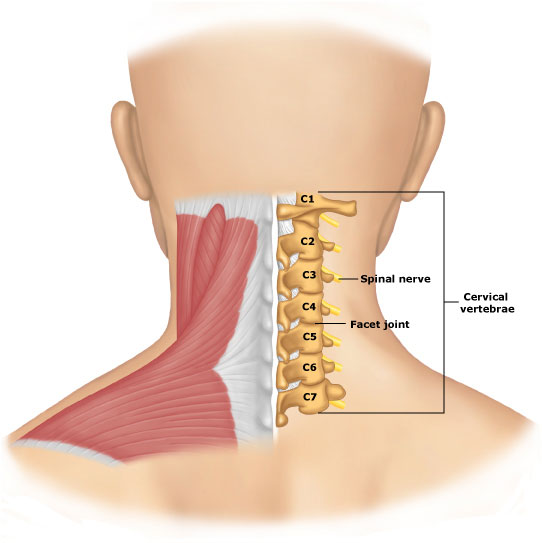 C1
C2
C3
Spinal nerve
Cervical
vertebrae
C4
Facet joint
C5
C6
C7